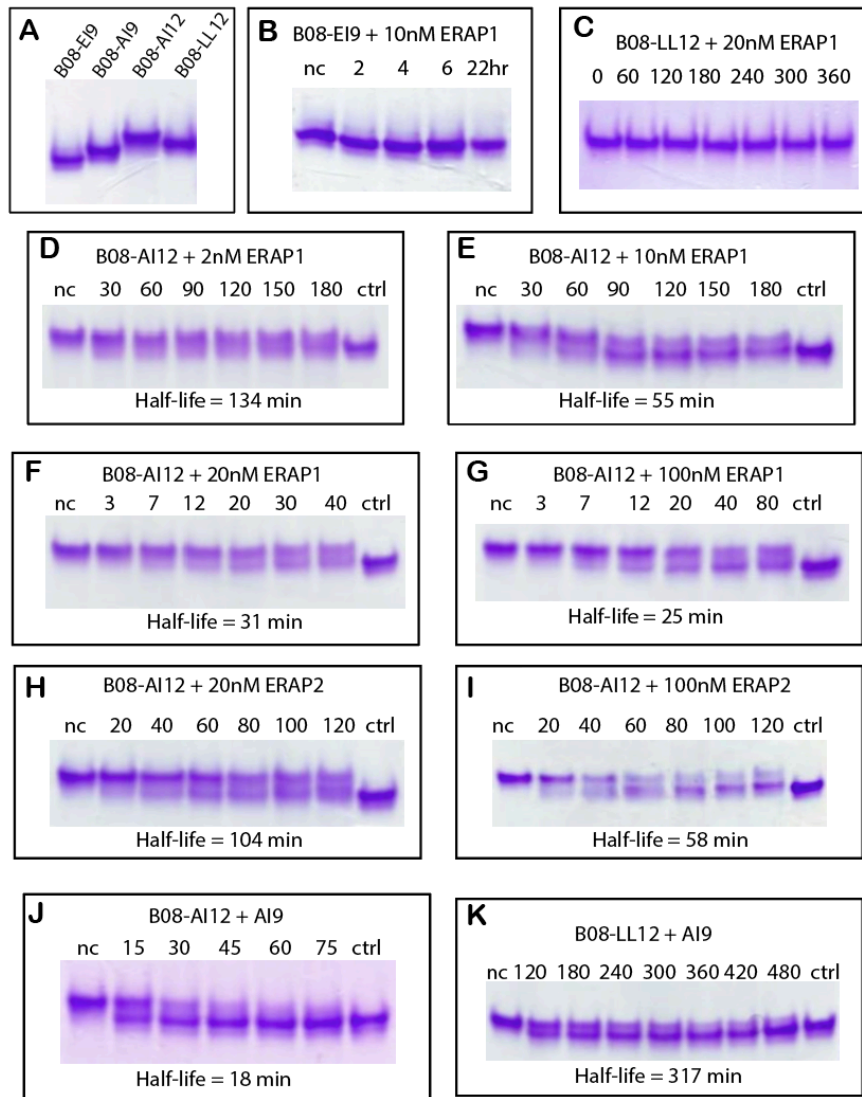 A
B08-EI9 B08-AI9 B08-AI12 B08-LL12
B
B08-EI9 + 10nM ERAP1
nc 2 4 6 22hr
C
B08-LL12 + 20nM ERAP1
0 60 120 180 240 300 360
D
B08-AI12 + 2nM ERAP1
nc 30 60 90 120 150 180 ctrl
Half-life = 134 min
E
B08-AI12 + 10nM ERAP1
nc 30 60 90 120 150 180 ctrl
Half-life = 55 min
F
B08-AI12 + 20nM ERAP1
nc 3 7 12 20 30 40 ctrl
Half-life = 31 min
G
B08-AI12 + 100nM ERAP1
nc 3 7 12 20 40 80 ctrl
Half-life = 25 min
H
B08-AI12 + 20nM ERAP2
nc 20 40 60 80 100 120 ctrl
Half-life = 104 min
I
B08-AI12 + 100nM ERAP2
nc 20 40 60 80 100 120 ctrl
Half-life = 58 min
J
B08-AI12 + AI9
nc 15 30 45 60 75 ctrl
Half-life = 18 min
K
B08-LL12 + AI9
nc 120 180 240 300 360 420 480 ctrl
Half-life = 317 min